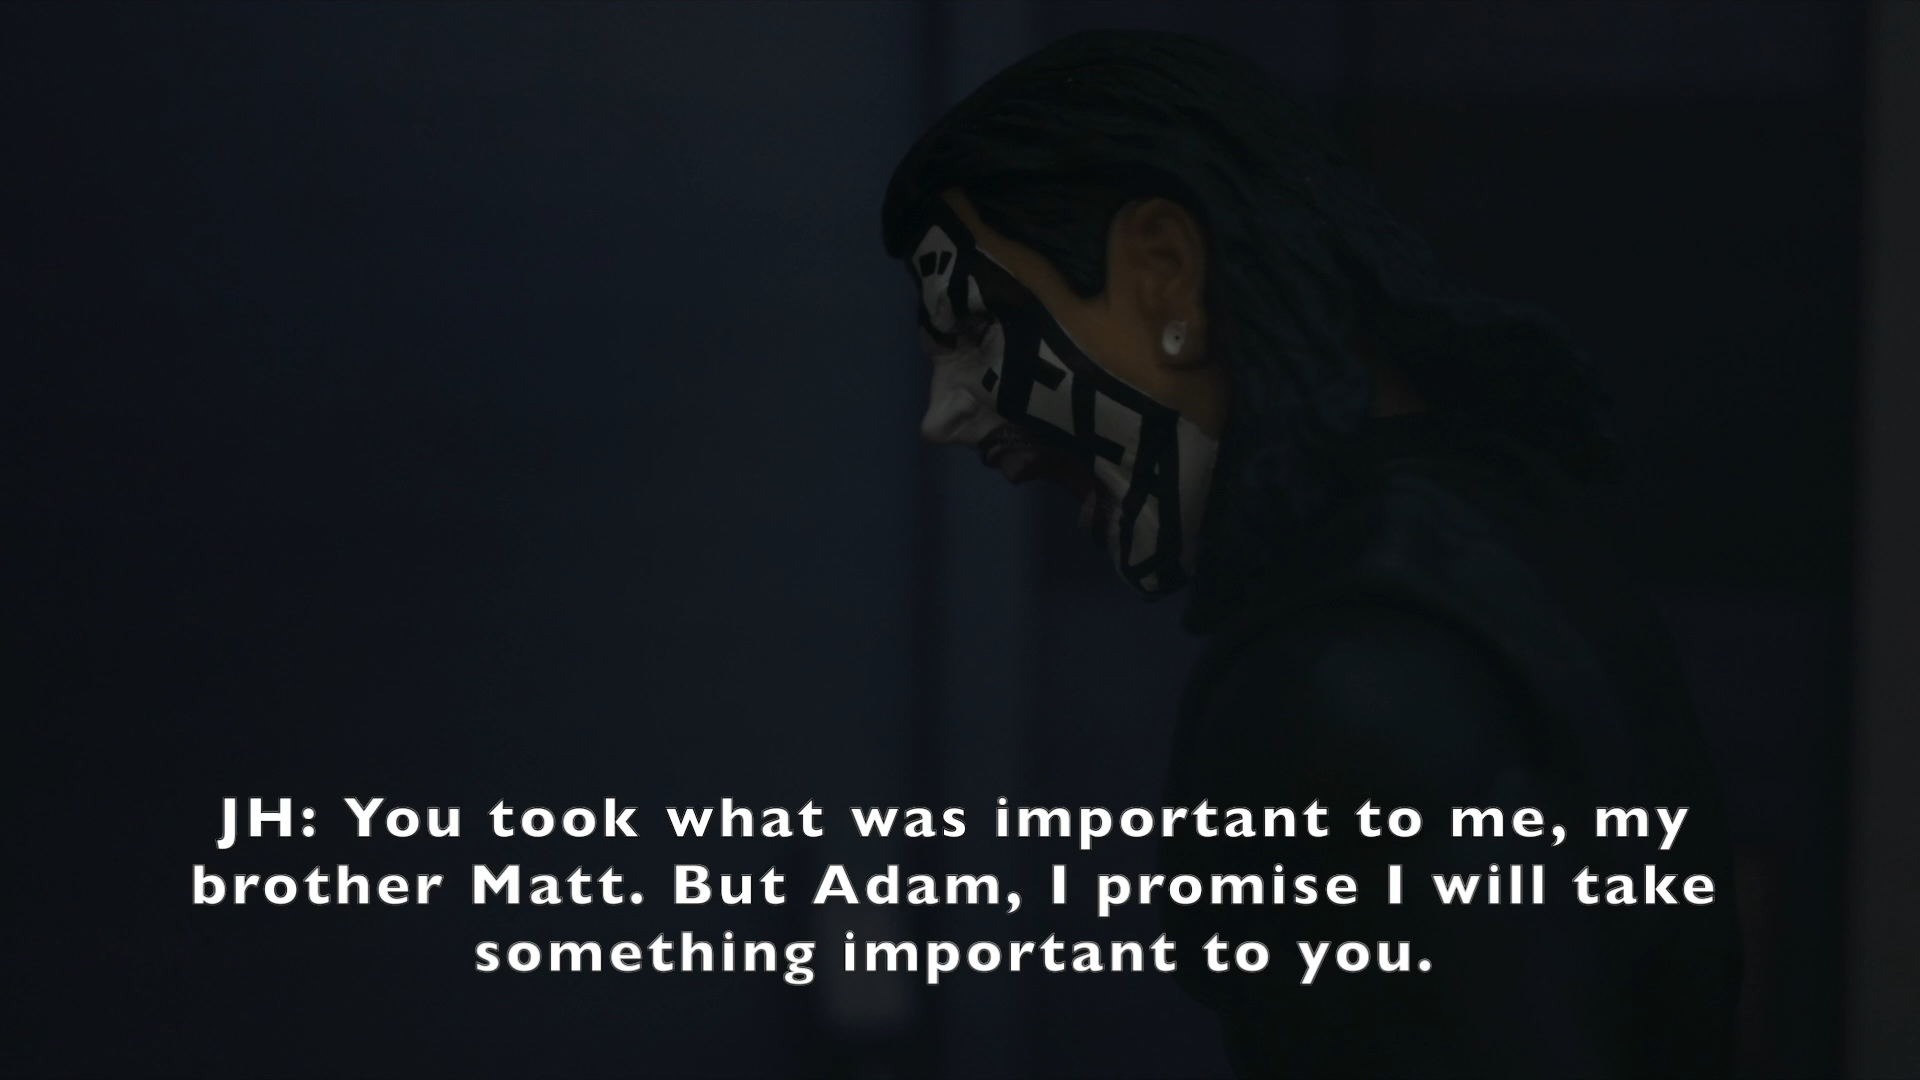 JH: You took what was important to me, my
brother Matt. But Adam, I promise I will take
something important to you.